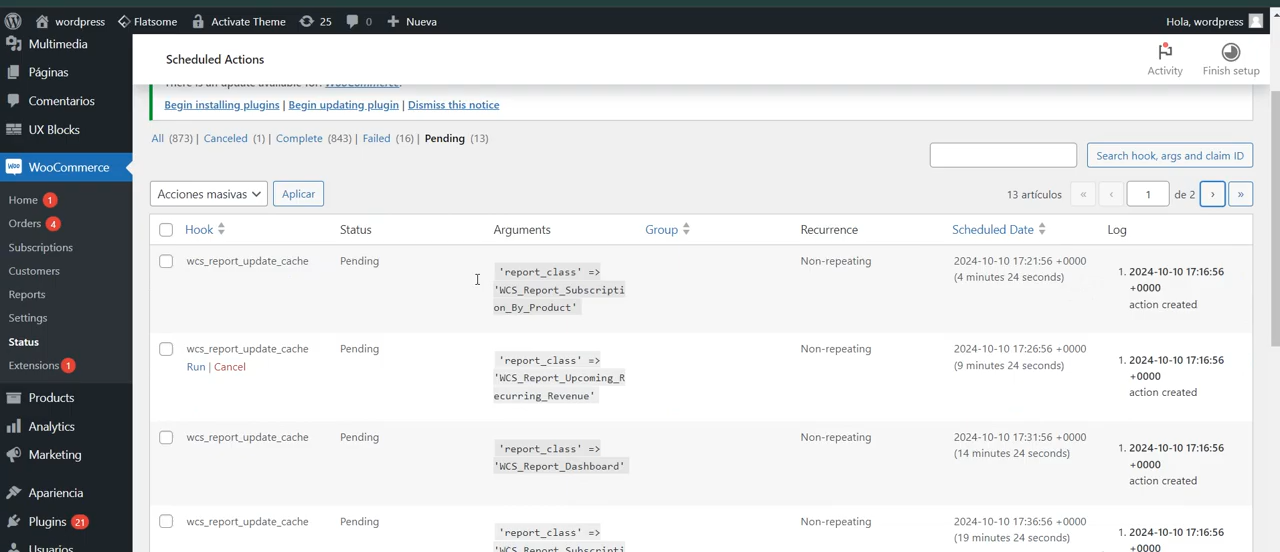 wordpress Flatsome Activate Theme 25 0 Nueva Hola, wordpress
Multimedia
Páginas
Comentarios
UX Blocks
WooCommerce
Home 1
Orders 4
Subscriptions
Customers
Reports
Settings
Status
Extensions 1
Products
Analytics
Marketing
Apariencia
Plugins 21
Usuarios
Scheduled Actions
Activity
Finish setup
There is an update available for: WooCommerce.
Begin installing plugins | Begin updating plugin | Dismiss this notice
All (873) | Canceled (1) | Complete (843) | Failed (16) | Pending (13)
Search hook, args and claim ID
Acciones masivas Aplicar 13 artículos « ‹ 1 de 2 › »
Hook Status Arguments Group Recurrence Scheduled Date Log
wcs_report_update_cache
Pending
'report_class' =>
'WCS_Report_Subscripti
on_By_Product'
Non-repeating
2024-10-10 17:21:56 +0000
(4 minutes 24 seconds)
1. 2024-10-10 17:16:56
+0000
action created
wcs_report_update_cache
Run | Cancel
Pending
'report_class' =>
'WCS_Report_Upcoming_R
ecurring_Revenue'
Non-repeating
2024-10-10 17:26:56 +0000
(9 minutes 24 seconds)
1. 2024-10-10 17:16:56
+0000
action created
wcs_report_update_cache
Pending
'report_class' =>
'WCS_Report_Dashboard'
Non-repeating
2024-10-10 17:31:56 +0000
(14 minutes 24 seconds)
1. 2024-10-10 17:16:56
+0000
action created
wcs_report_update_cache
Pending
'report_class' =>
'WCS_Report_Subscripti
Non-repeating
2024-10-10 17:36:56 +0000
(19 minutes 24 seconds)
1. 2024-10-10 17:16:56
+0000